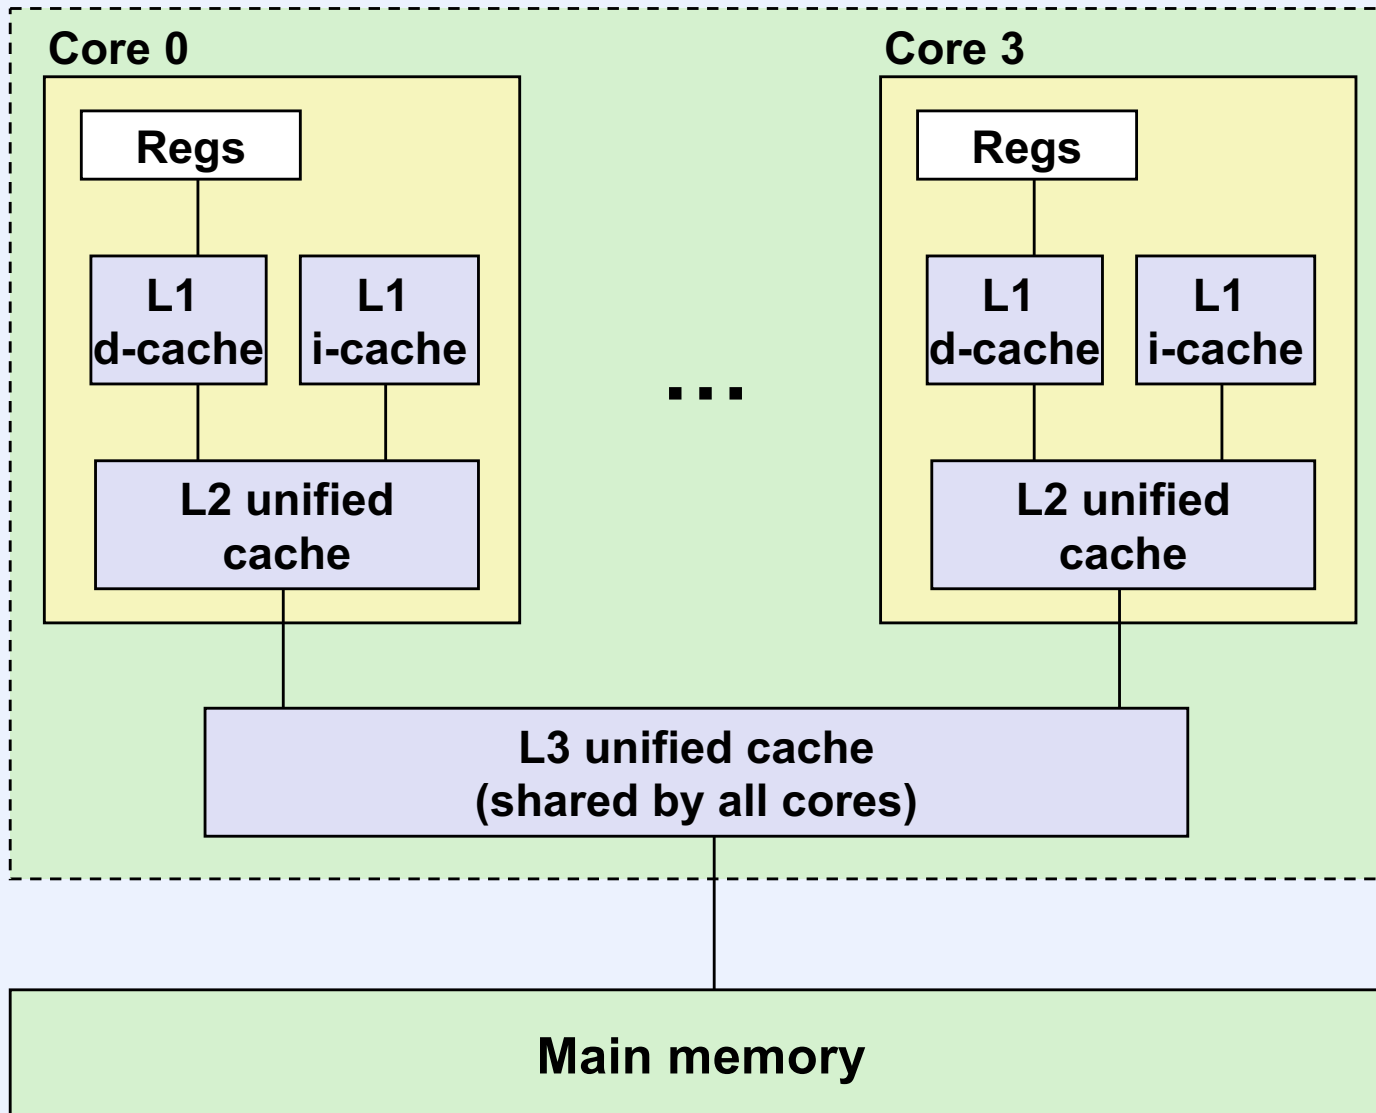 Core 0
Regs
L1
d-cache
L1
i-cache
L2 unified
cache
...
Core 3
Regs
L1
d-cache
L1
i-cache
L2 unified
cache
L3 unified cache
(shared by all cores)
Main memory